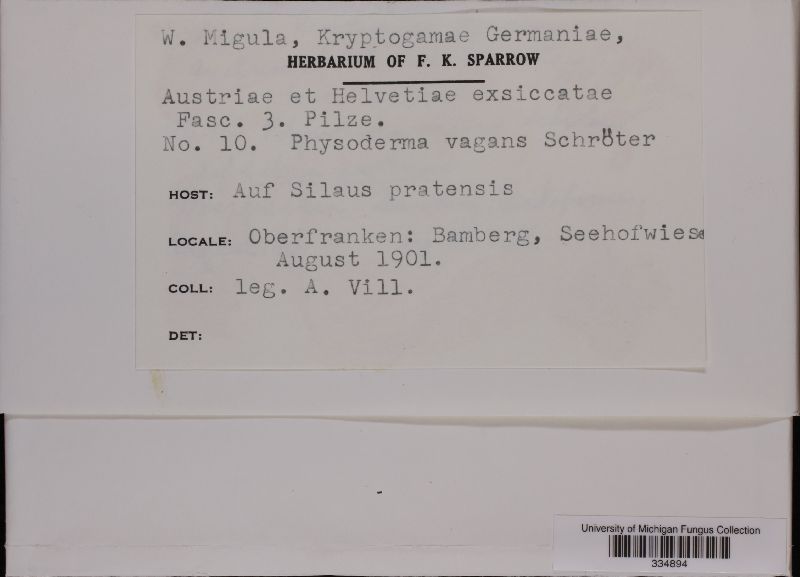 W. Migula, Kryptogamae Germaniae,
HERBARIUM OF F. K. SPARROW
Austriae et Helvetiae exsiccatae
Fasc. 3. Pilze.
No. 10. Physoderma vagans Schröter
HOST: Auf Silaus pratensis
LOCALE: Oberfranken: Bamberg, Seehofwiese
August 1901.
COLL: leg. A. Vill.
DET:
University of Michigan Fungus Collection
334894